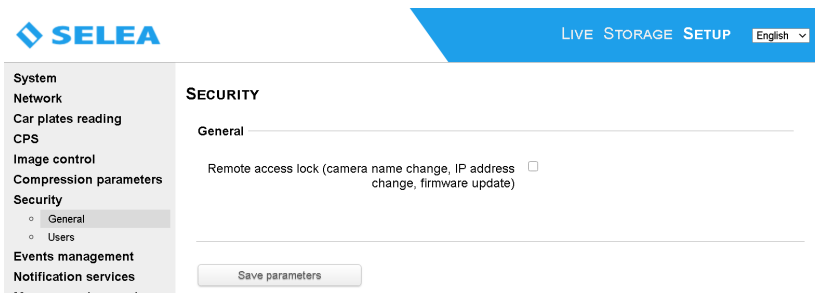 SELEA
LIVE STORAGE SETUP English
System
Network
Car plates reading
CPS
Image control
Compression parameters
Security
General
Users
Events management
Notification services
SECURITY
General
Remote access lock (camera name change, IP address
change, firmware update)
Save parameters